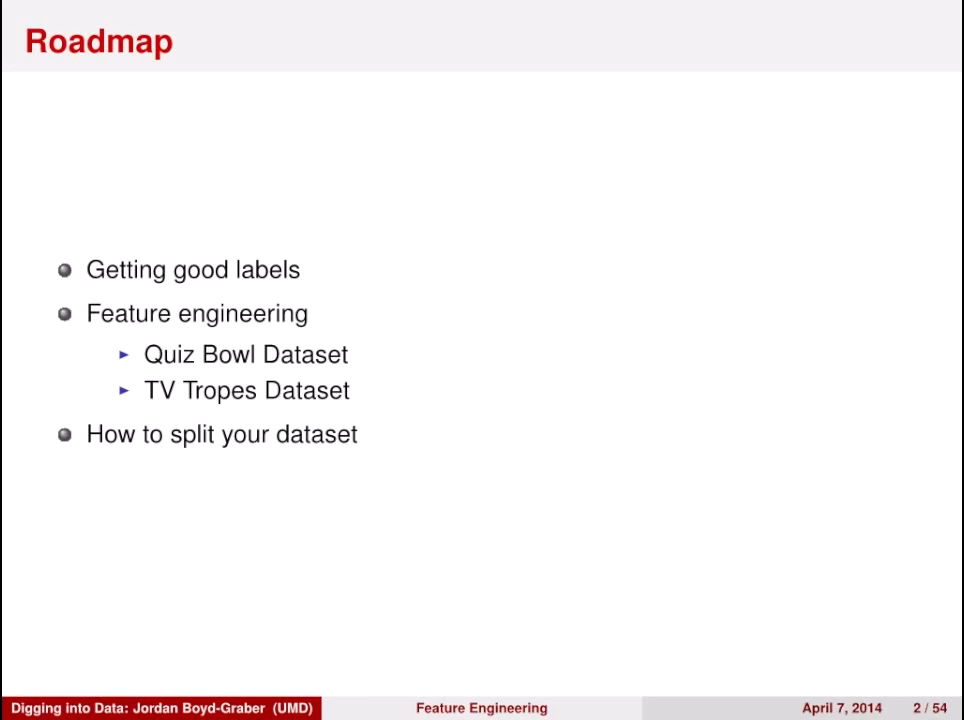 Roadmap
Getting good labels
Feature engineering
Quiz Bowl Dataset
TV Tropes Dataset
How to split your dataset
Digging into Data: Jordan Boyd-Graber (UMD) Feature Engineering April 7, 2014 2 / 54